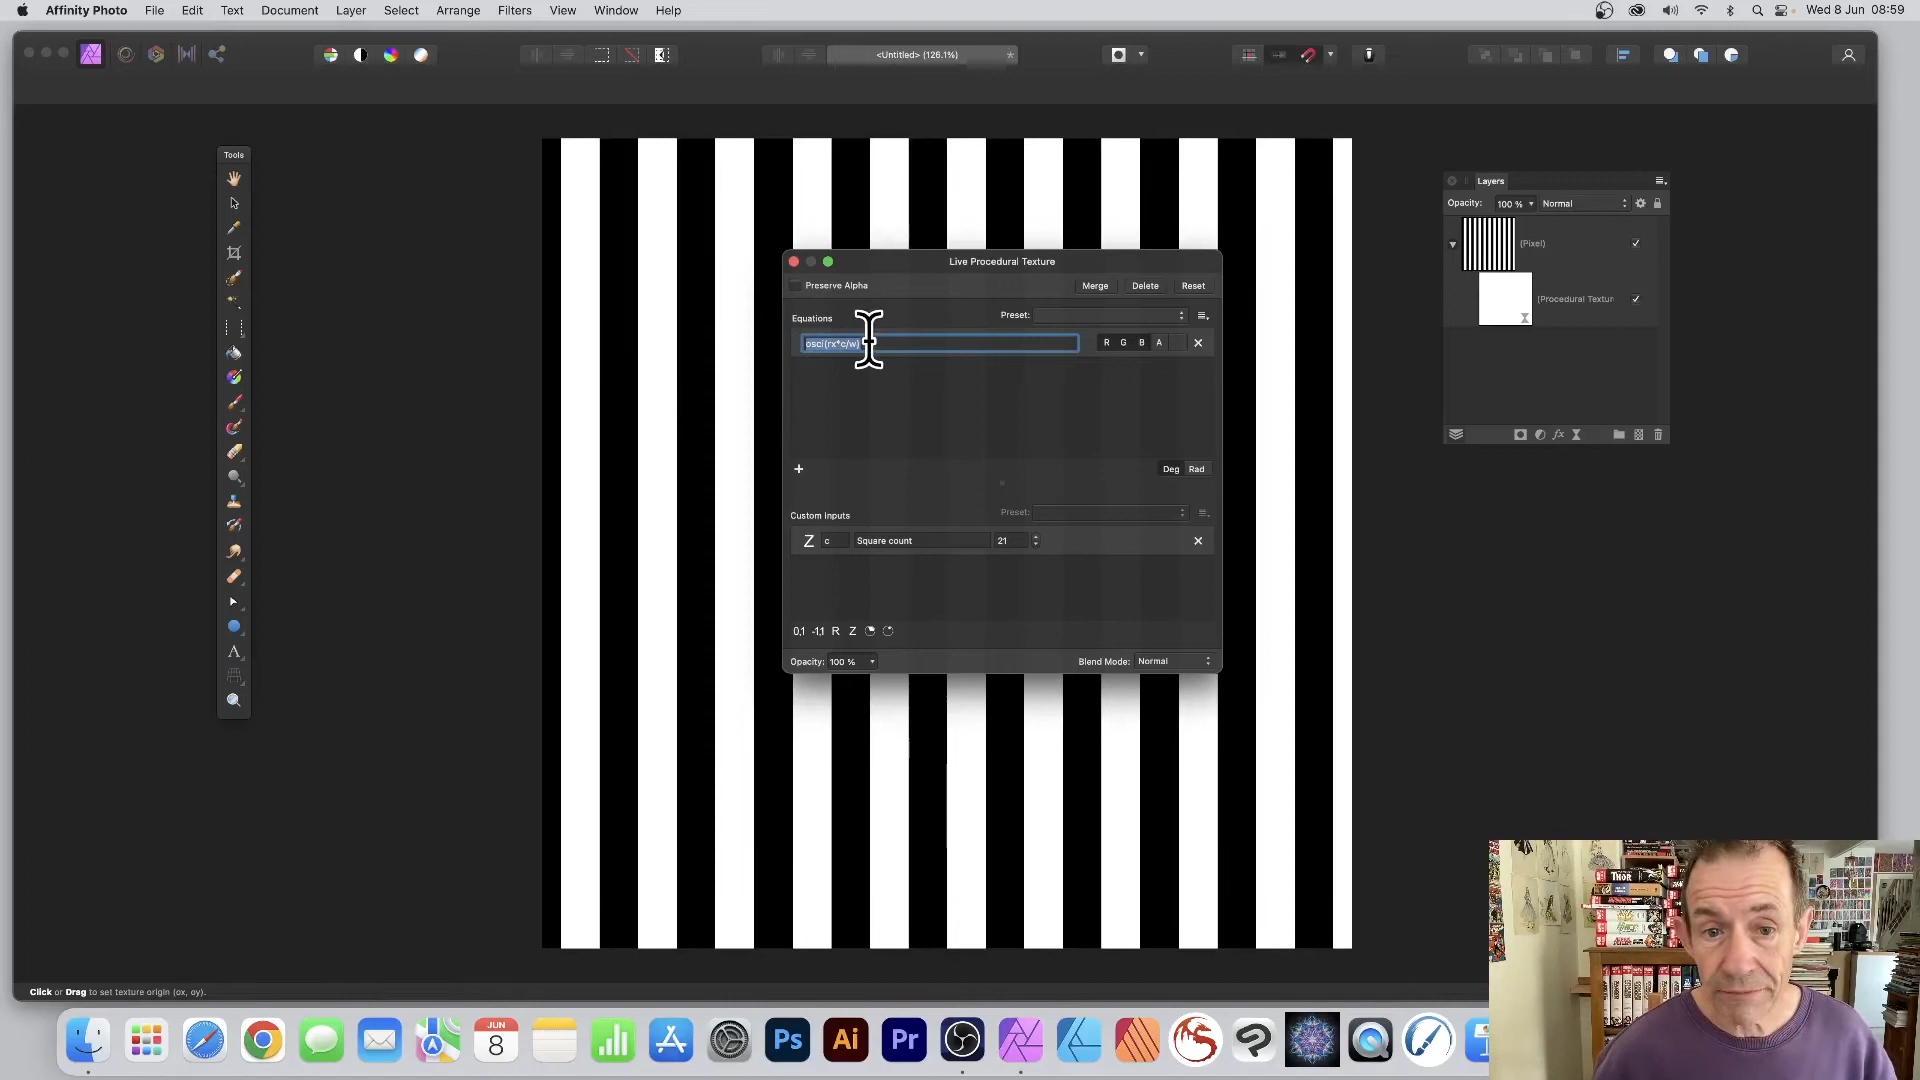 Affinity Photo File Edit Text Document Layer Select Arrange Filters View Window Help Wed 8 Jun 08:59
<Untitled> (126.1%) *
Tools
Layers
Opacity: 100 % Normal
(Pixel)
(Procedural Textur
Live Procedural Texture
Preserve Alpha Merge Delete Reset
Equations Preset:
osci(rx*c/w) R G B A
+ Deg Rad
Custom Inputs Preset:
Z c Square count 21
0,1 -1,1 R Z
Opacity: 100 % Blend Mode: Normal
Click or Drag to set texture origin (ox, oy).
JUN
8
Ps Ai Pr
THOR